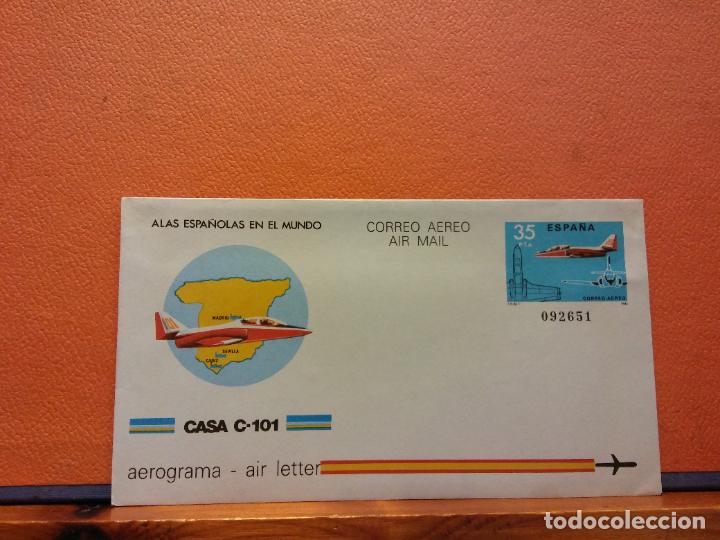 ALAS ESPAÑOLAS EN EL MUNDO
CORREO AEREO
AIR MAIL
35
PTA
ESPAÑA
CORREO AEREO
092651
MADRID
SEVILLA
CADIZ
CASA C-101
aerograma - air letter
todocoleccion.net